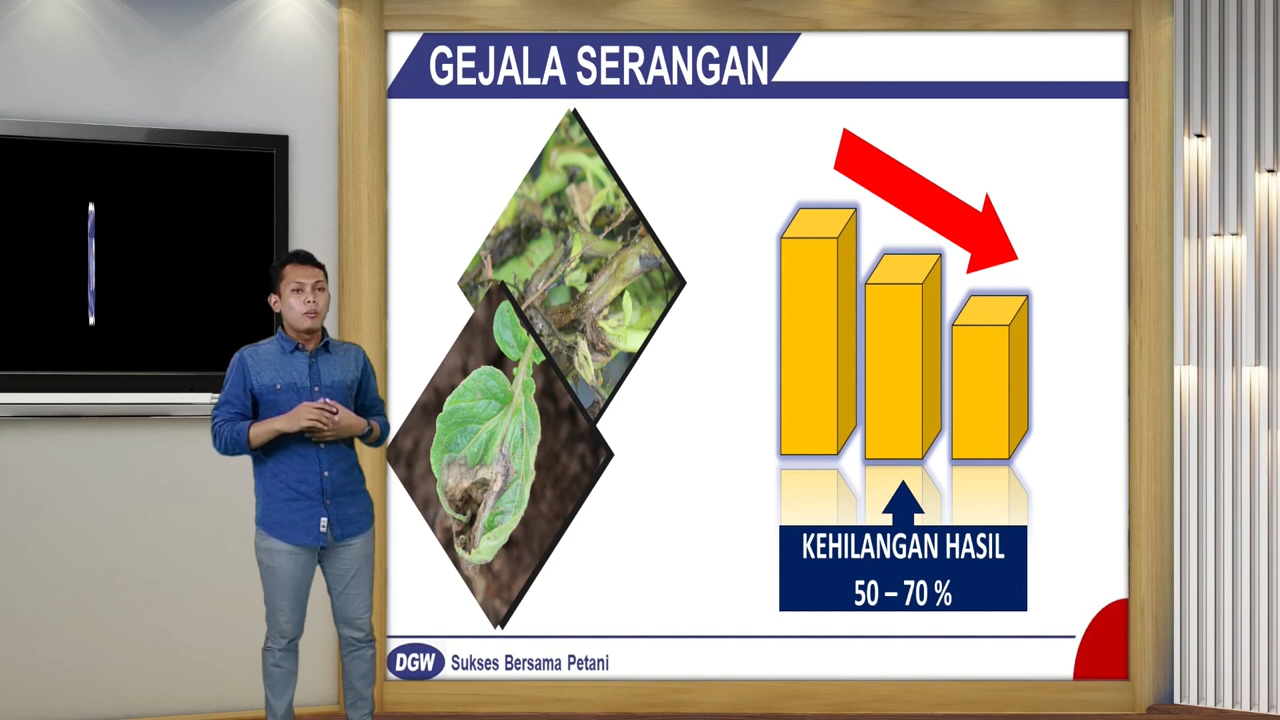 GEJALA SERANGAN
KEHILANGAN HASIL
50 – 70 %
DGW Sukses Bersama Petani